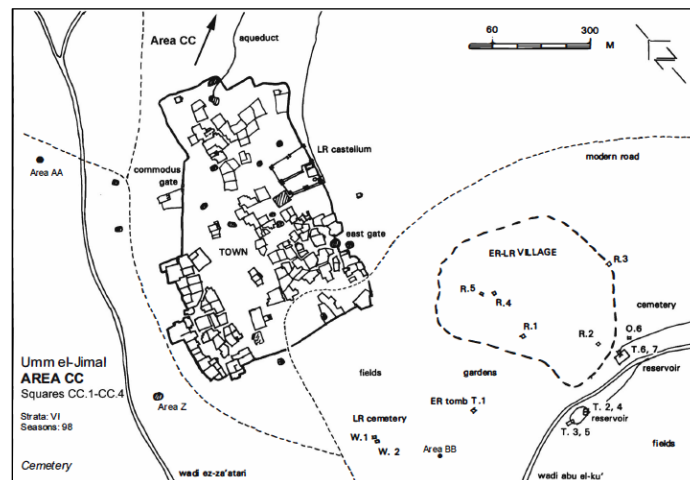 Area CC
aqueduct
60
300
M
Area AA
commodus
gate
LR castellum
modern road
TOWN
east gate
ER-LR VILLAGE
R.3
R.5
R.4
R.1
R.2
cemetery
O.6
T.6, 7
reservoir
Umm el-Jimal
AREA CC
Squares CC.1-CC.4
Strata: VI
Seasons: 98
Cemetery
fields
gardens
Area Z
ER tomb T.1
T. 2, 4
reservoir
T. 3, 5
LR cemetery
W.1
W. 2
Area BB
fields
wadi ez-za'atari
wadi abu el-ku'